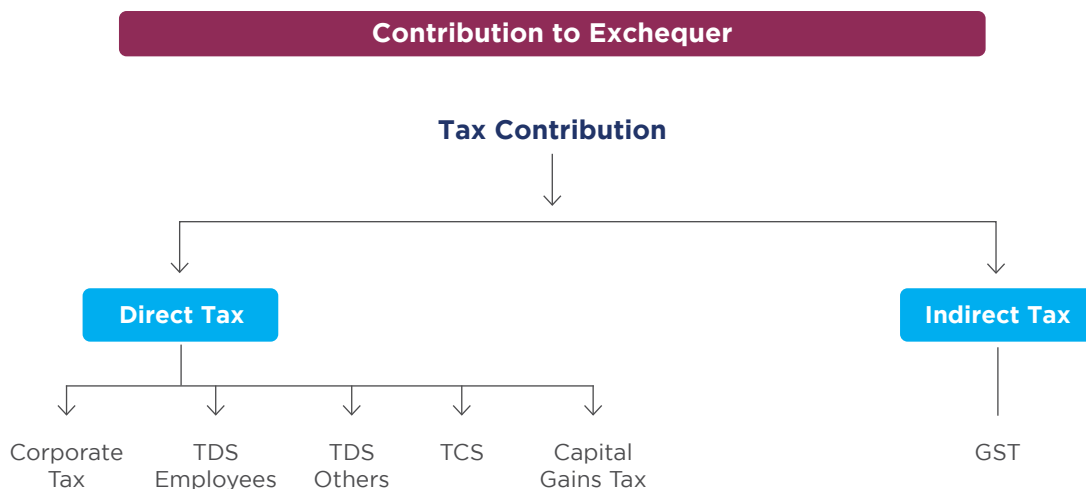 Contribution to Exchequer
Tax Contribution
Direct Tax
Indirect Tax
Corporate
Tax
TDS
Employees
TDS
Others
TCS
Capital
Gains Tax
GST